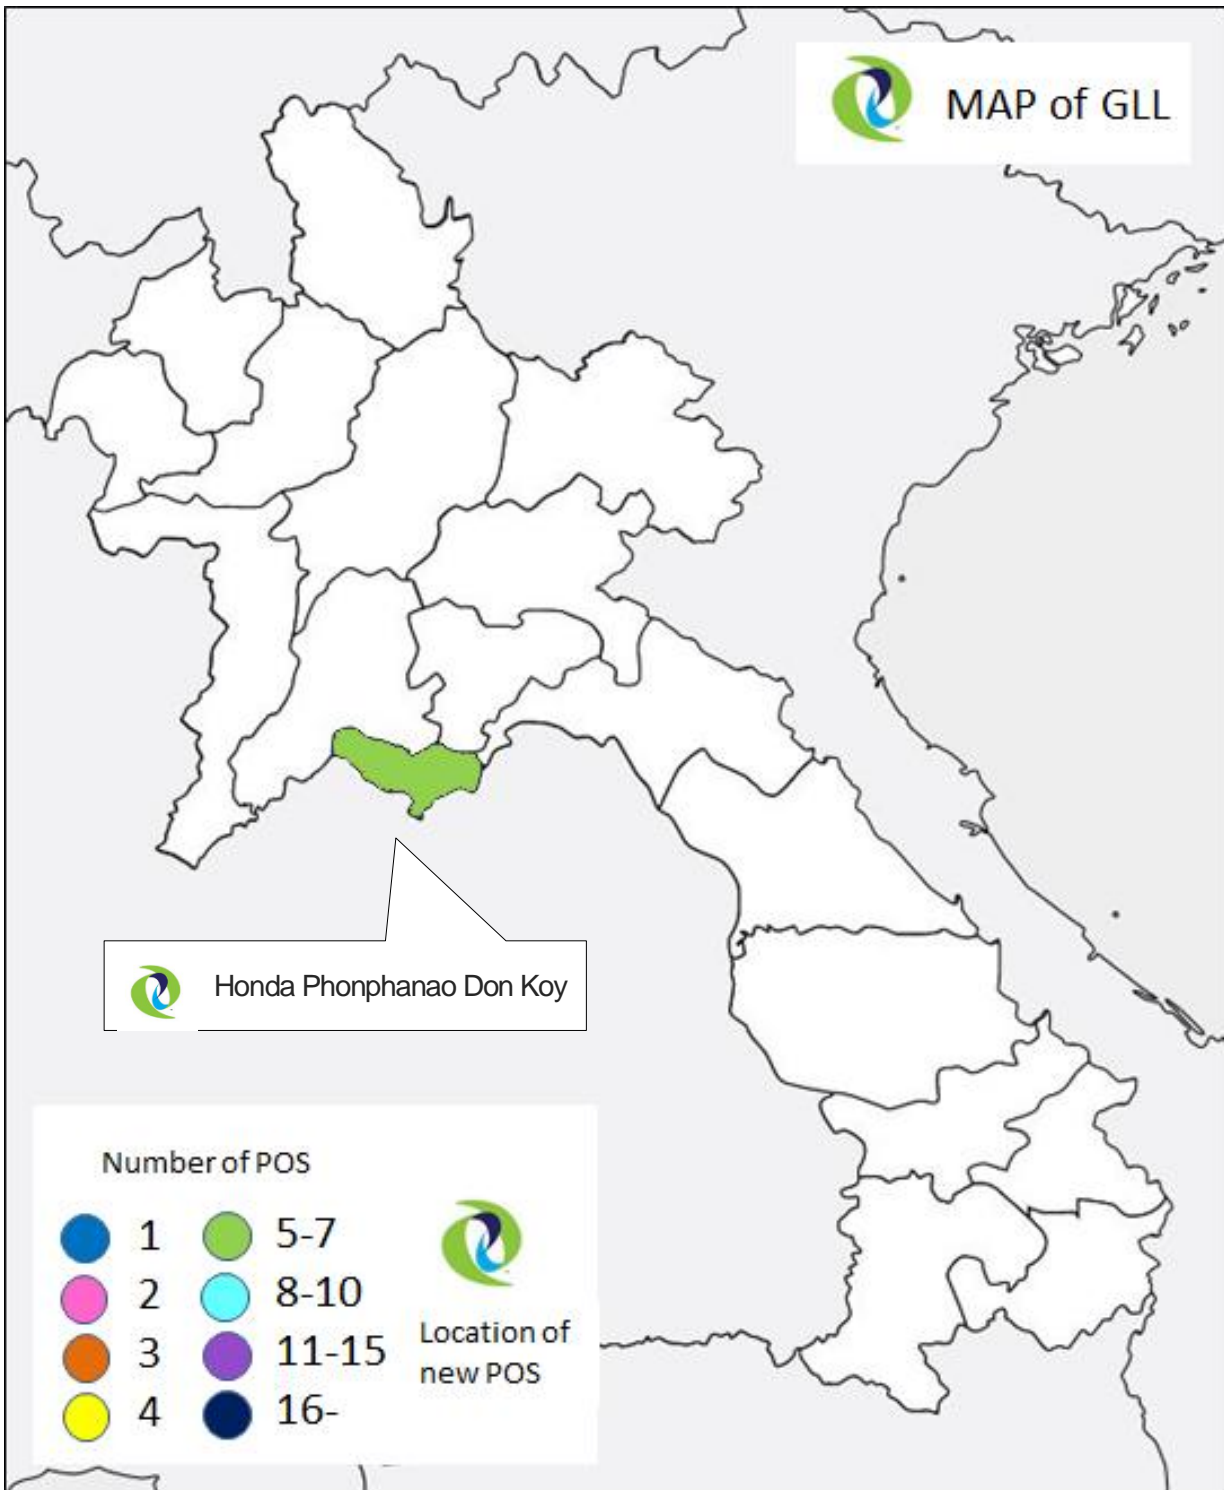 MAP of GLL
Honda Phonphanao Don Koy
Number of POS
1
5-7
2
8-10
3
11-15
4
16-
Location of
new POS